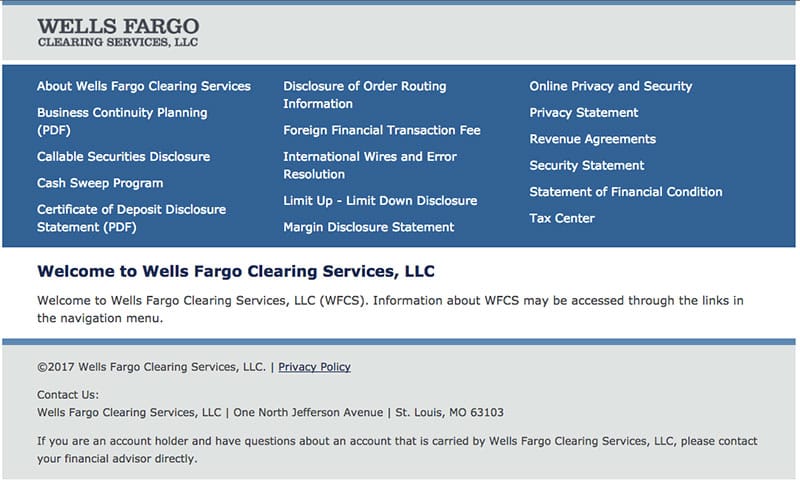 WELLS FARGO
CLEARING SERVICES, LLC
About Wells Fargo Clearing Services
Business Continuity Planning
(PDF)
Callable Securities Disclosure
Cash Sweep Program
Certificate of Deposit Disclosure
Statement (PDF)
Disclosure of Order Routing
Information
Foreign Financial Transaction Fee
International Wires and Error
Resolution
Limit Up - Limit Down Disclosure
Margin Disclosure Statement
Online Privacy and Security
Privacy Statement
Revenue Agreements
Security Statement
Statement of Financial Condition
Tax Center
Welcome to Wells Fargo Clearing Services, LLC
Welcome to Wells Fargo Clearing Services, LLC (WFCS). Information about WFCS may be accessed through the links in
the navigation menu.
©2017 Wells Fargo Clearing Services, LLC. | Privacy Policy
Contact Us:
Wells Fargo Clearing Services, LLC | One North Jefferson Avenue | St. Louis, MO 63103
If you are an account holder and have questions about an account that is carried by Wells Fargo Clearing Services, LLC, please contact
your financial advisor directly.